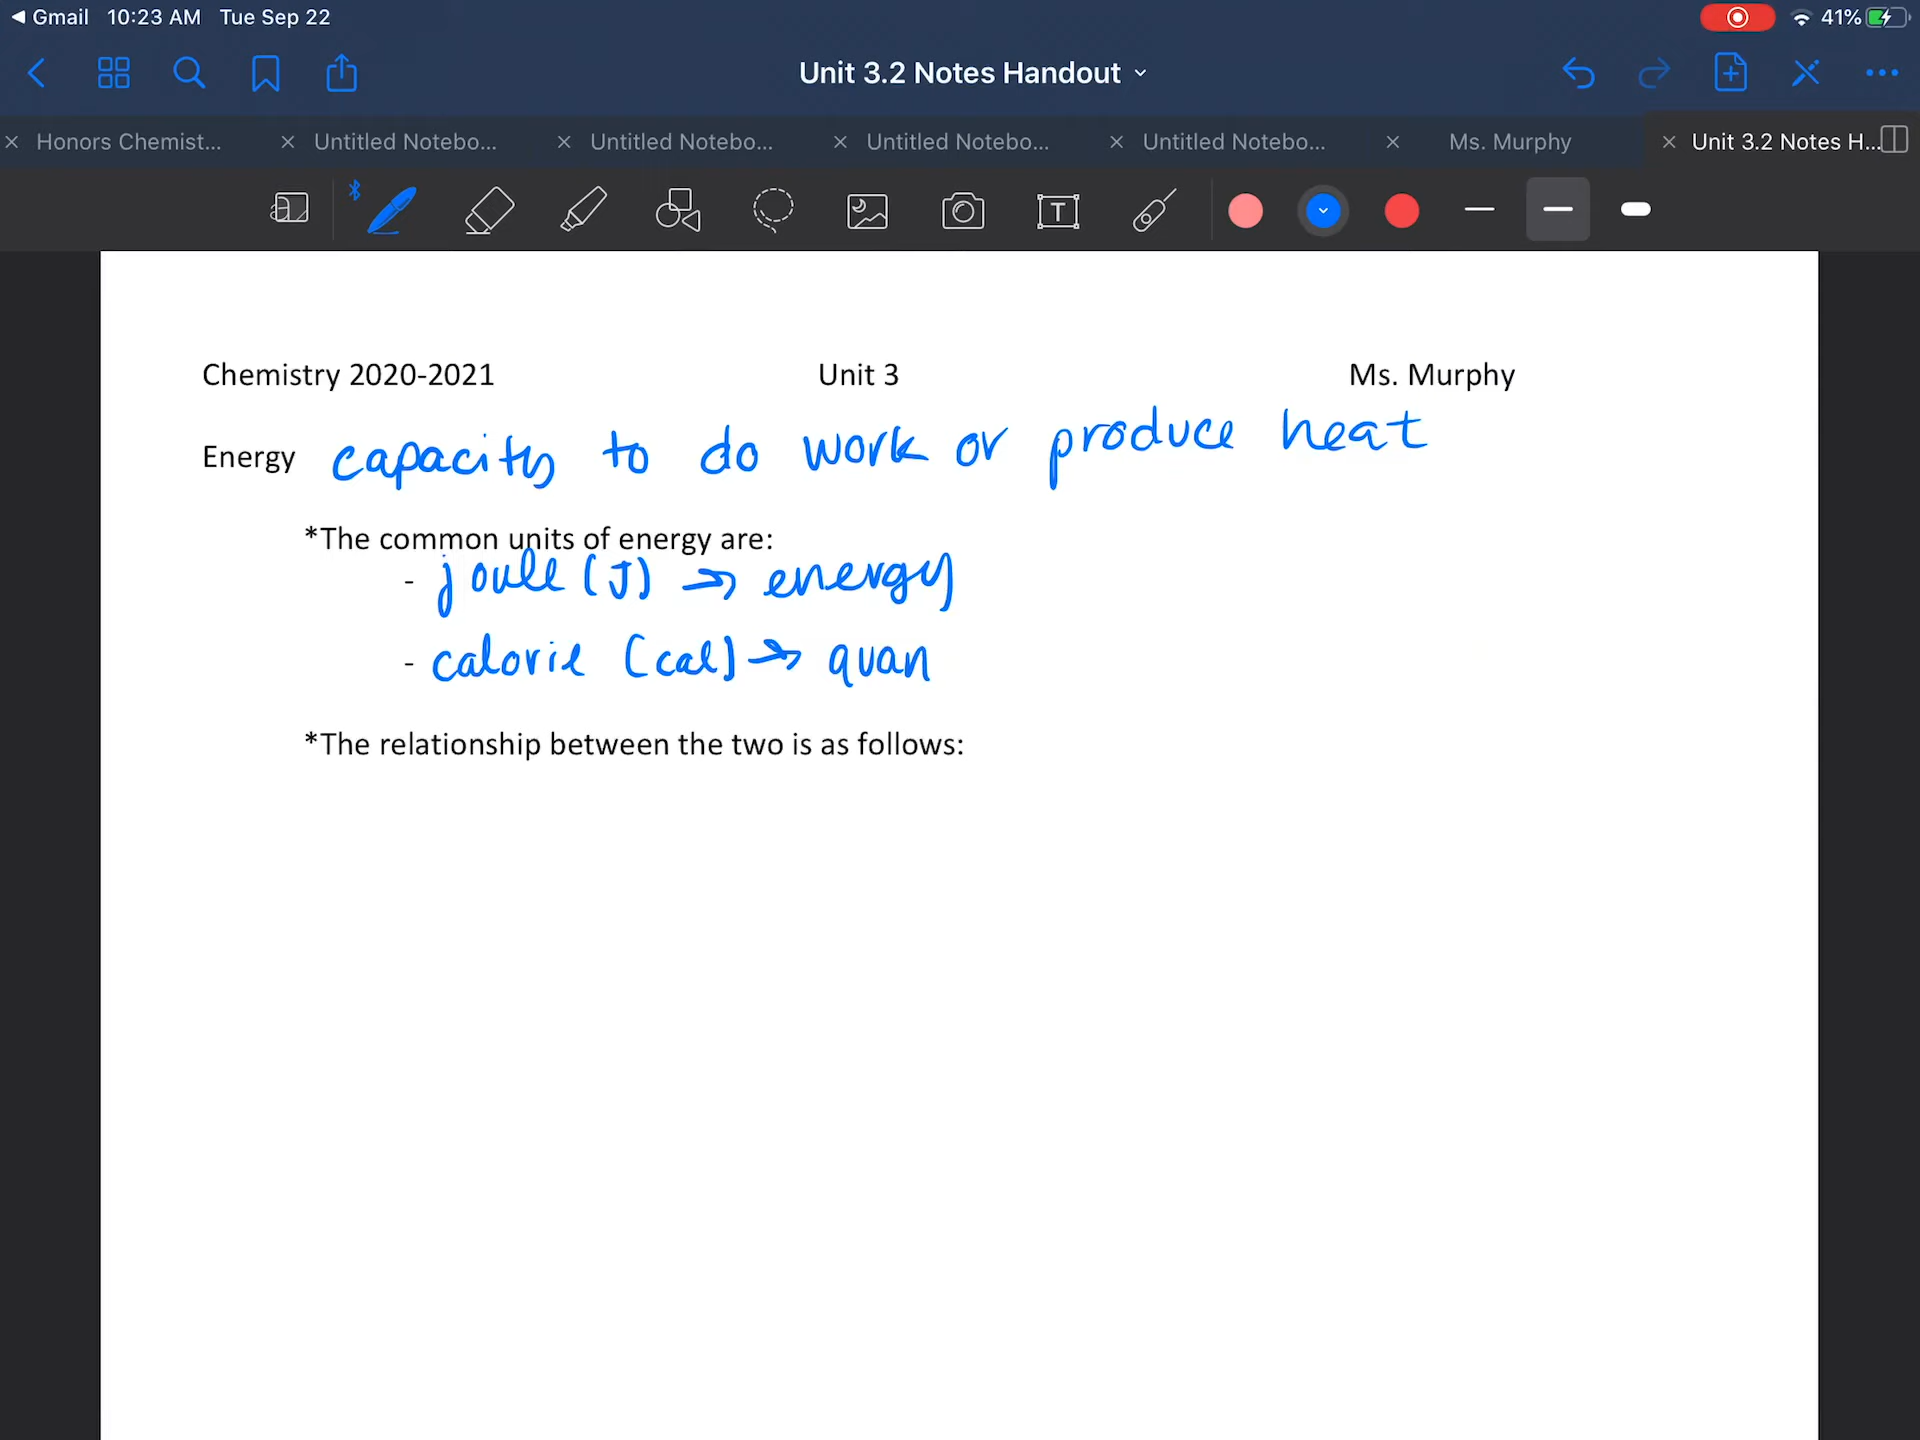 ◀ Gmail 10:23 AM Tue Sep 22 41%
Unit 3.2 Notes Handout
Honors Chemist... Untitled Notebo... Untitled Notebo... Untitled Notebo... Untitled Notebo... Ms. Murphy Unit 3.2 Notes H...
Chemistry 2020-2021 Unit 3 Ms. Murphy
Energy capacity to do work or produce heat
*The common units of energy are:
- joule (J) → energy
- calorie (cal) → quan
*The relationship between the two is as follows: